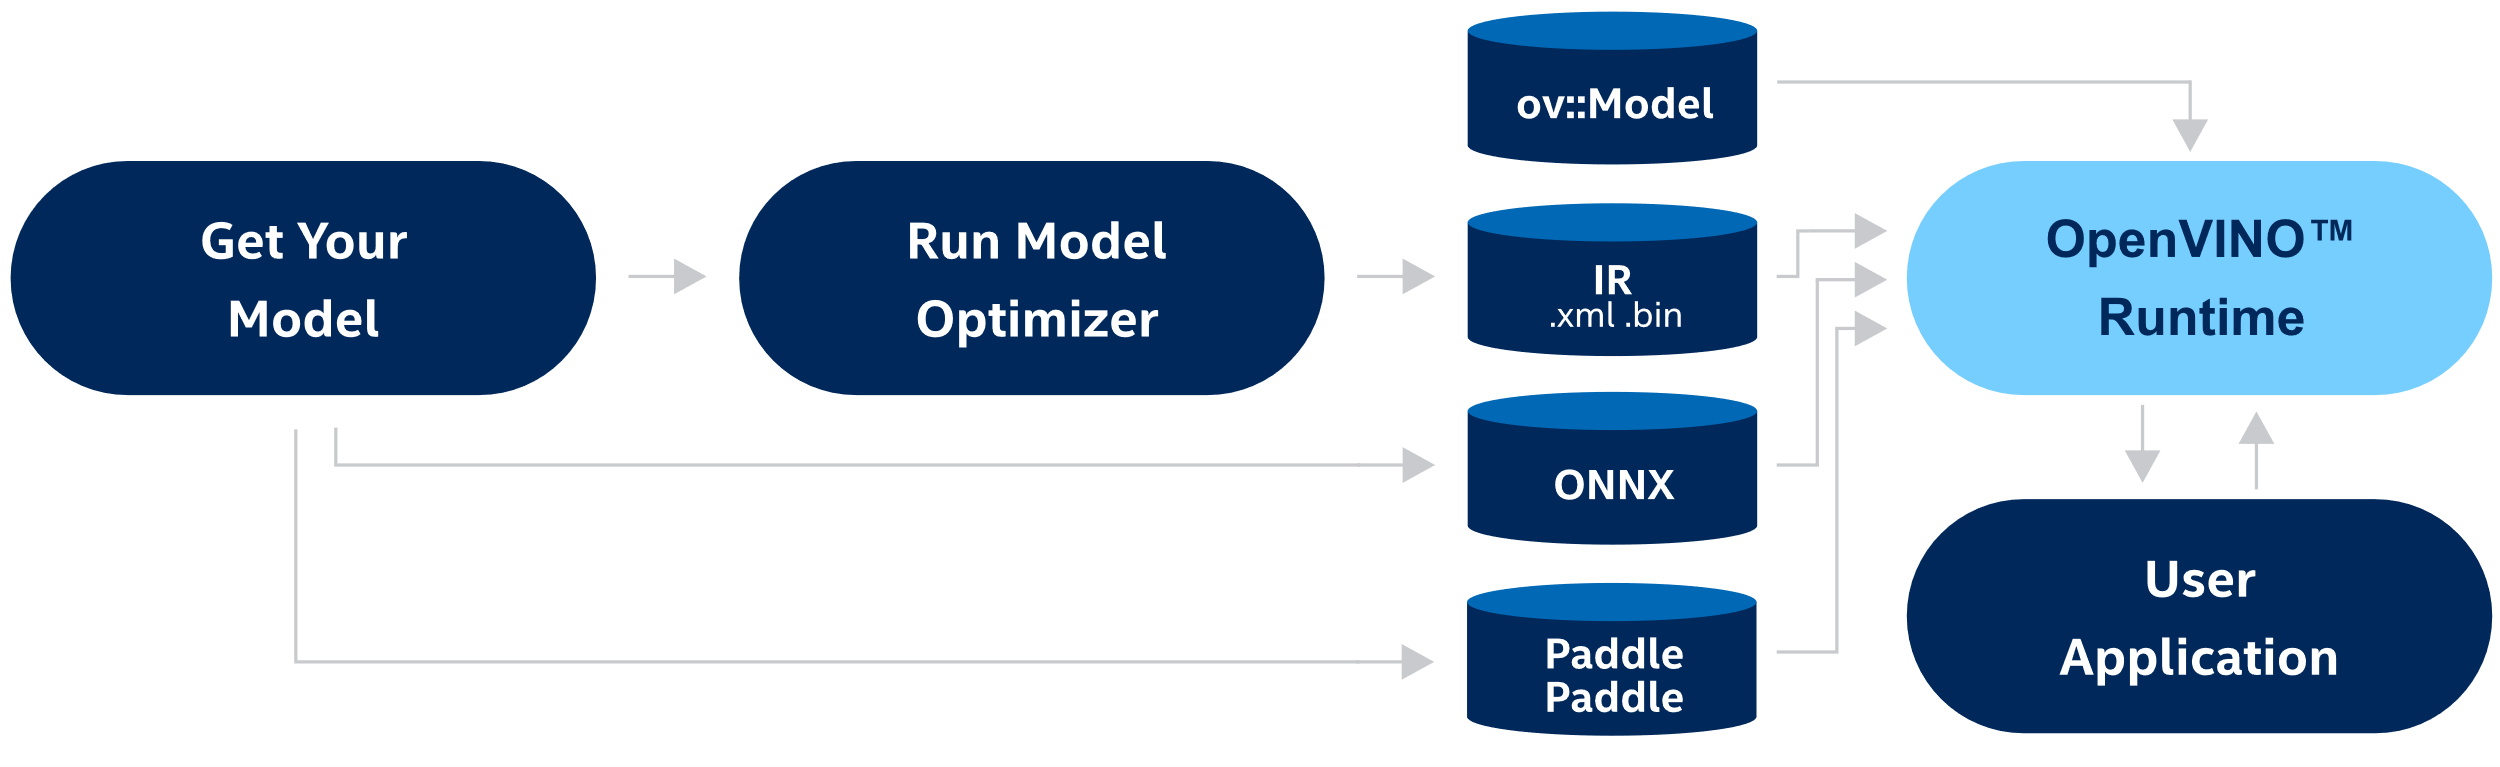 Get Your
Model
Run Model
Optimizer
ov::Model
IR
.xml .bin
ONNX
Paddle
Paddle
OpenVINO™
Runtime
User
Application